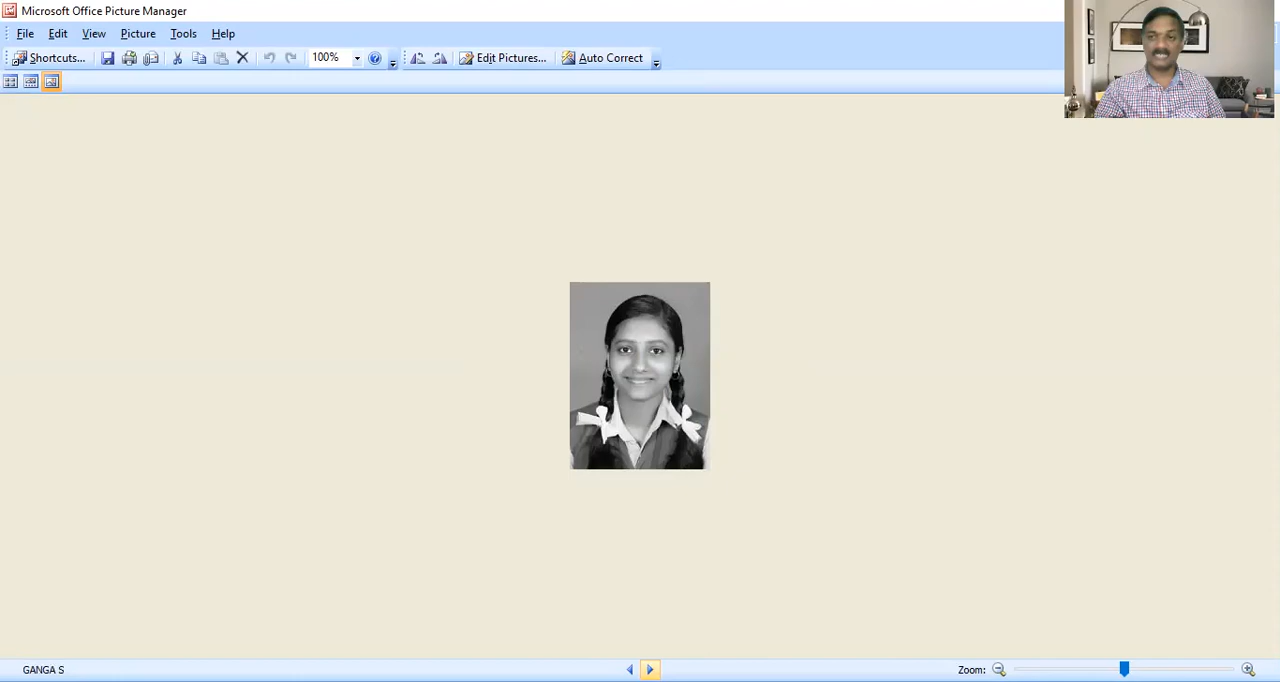 Microsoft Office Picture Manager
File Edit View Picture Tools Help
Shortcuts... 100% Edit Pictures... Auto Correct
GANGA S
Zoom: